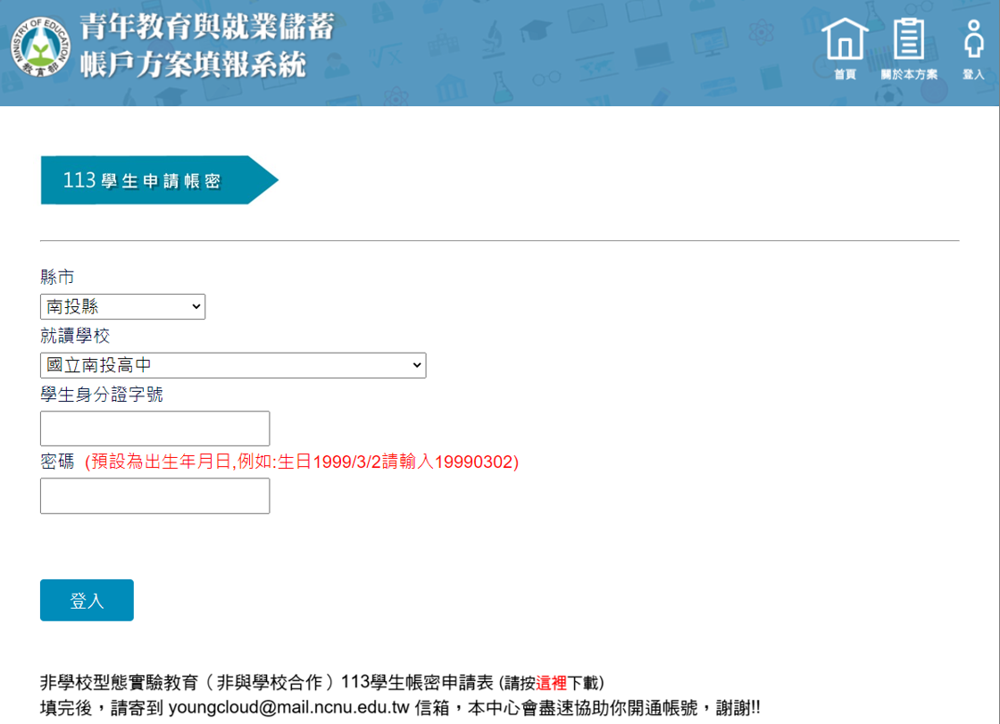 MINISTRY OF EDUCATION
教育部
青年教育與就業儲蓄
帳戶方案填報系統
首頁
關於本方案
登入
113學生申請帳密
縣市
南投縣
就讀學校
國立南投高中
學生身分證字號
密碼 (預設為出生年月日,例如:生日1999/3/2請輸入19990302)
登入
非學校型態實驗教育（非與學校合作）113學生帳密申請表 (請按這裡下載)
填完後，請寄到 youngcloud@mail.ncnu.edu.tw 信箱，本中心會盡速協助你開通帳號，謝謝!!